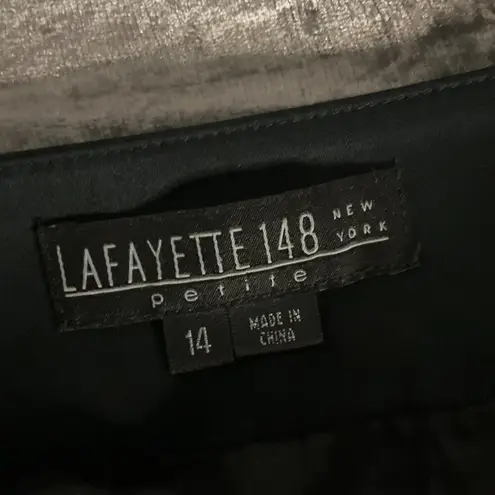 LAFAYETTE 148 NEW YORK
petite
14
MADE IN
CHINA